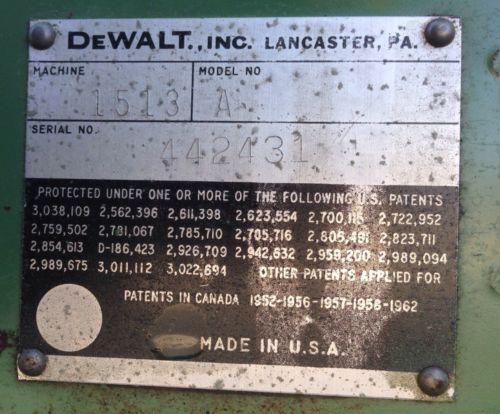 DEWALT., INC. LANCASTER, PA.
MACHINE MODEL NO
1513 A
SERIAL NO.
442431
PROTECTED UNDER ONE OR MORE OF THE FOLLOWING U.S. PATENTS
3,038,109 2,562,396 2,611,398 2,623,554 2,700,115 2,722,952
2,759,502 2,731,067 2,785,710 2,705,716 2,805,491 2,823,711
2,854,613 D-186,423 2,926,709 2,942,632 2,959,200 2,989,094
2,989,675 3,011,112 3,022,694 OTHER PATENTS APPLIED FOR
PATENTS IN CANADA 1952-1956-1957-1958-1962
MADE IN U.S.A.